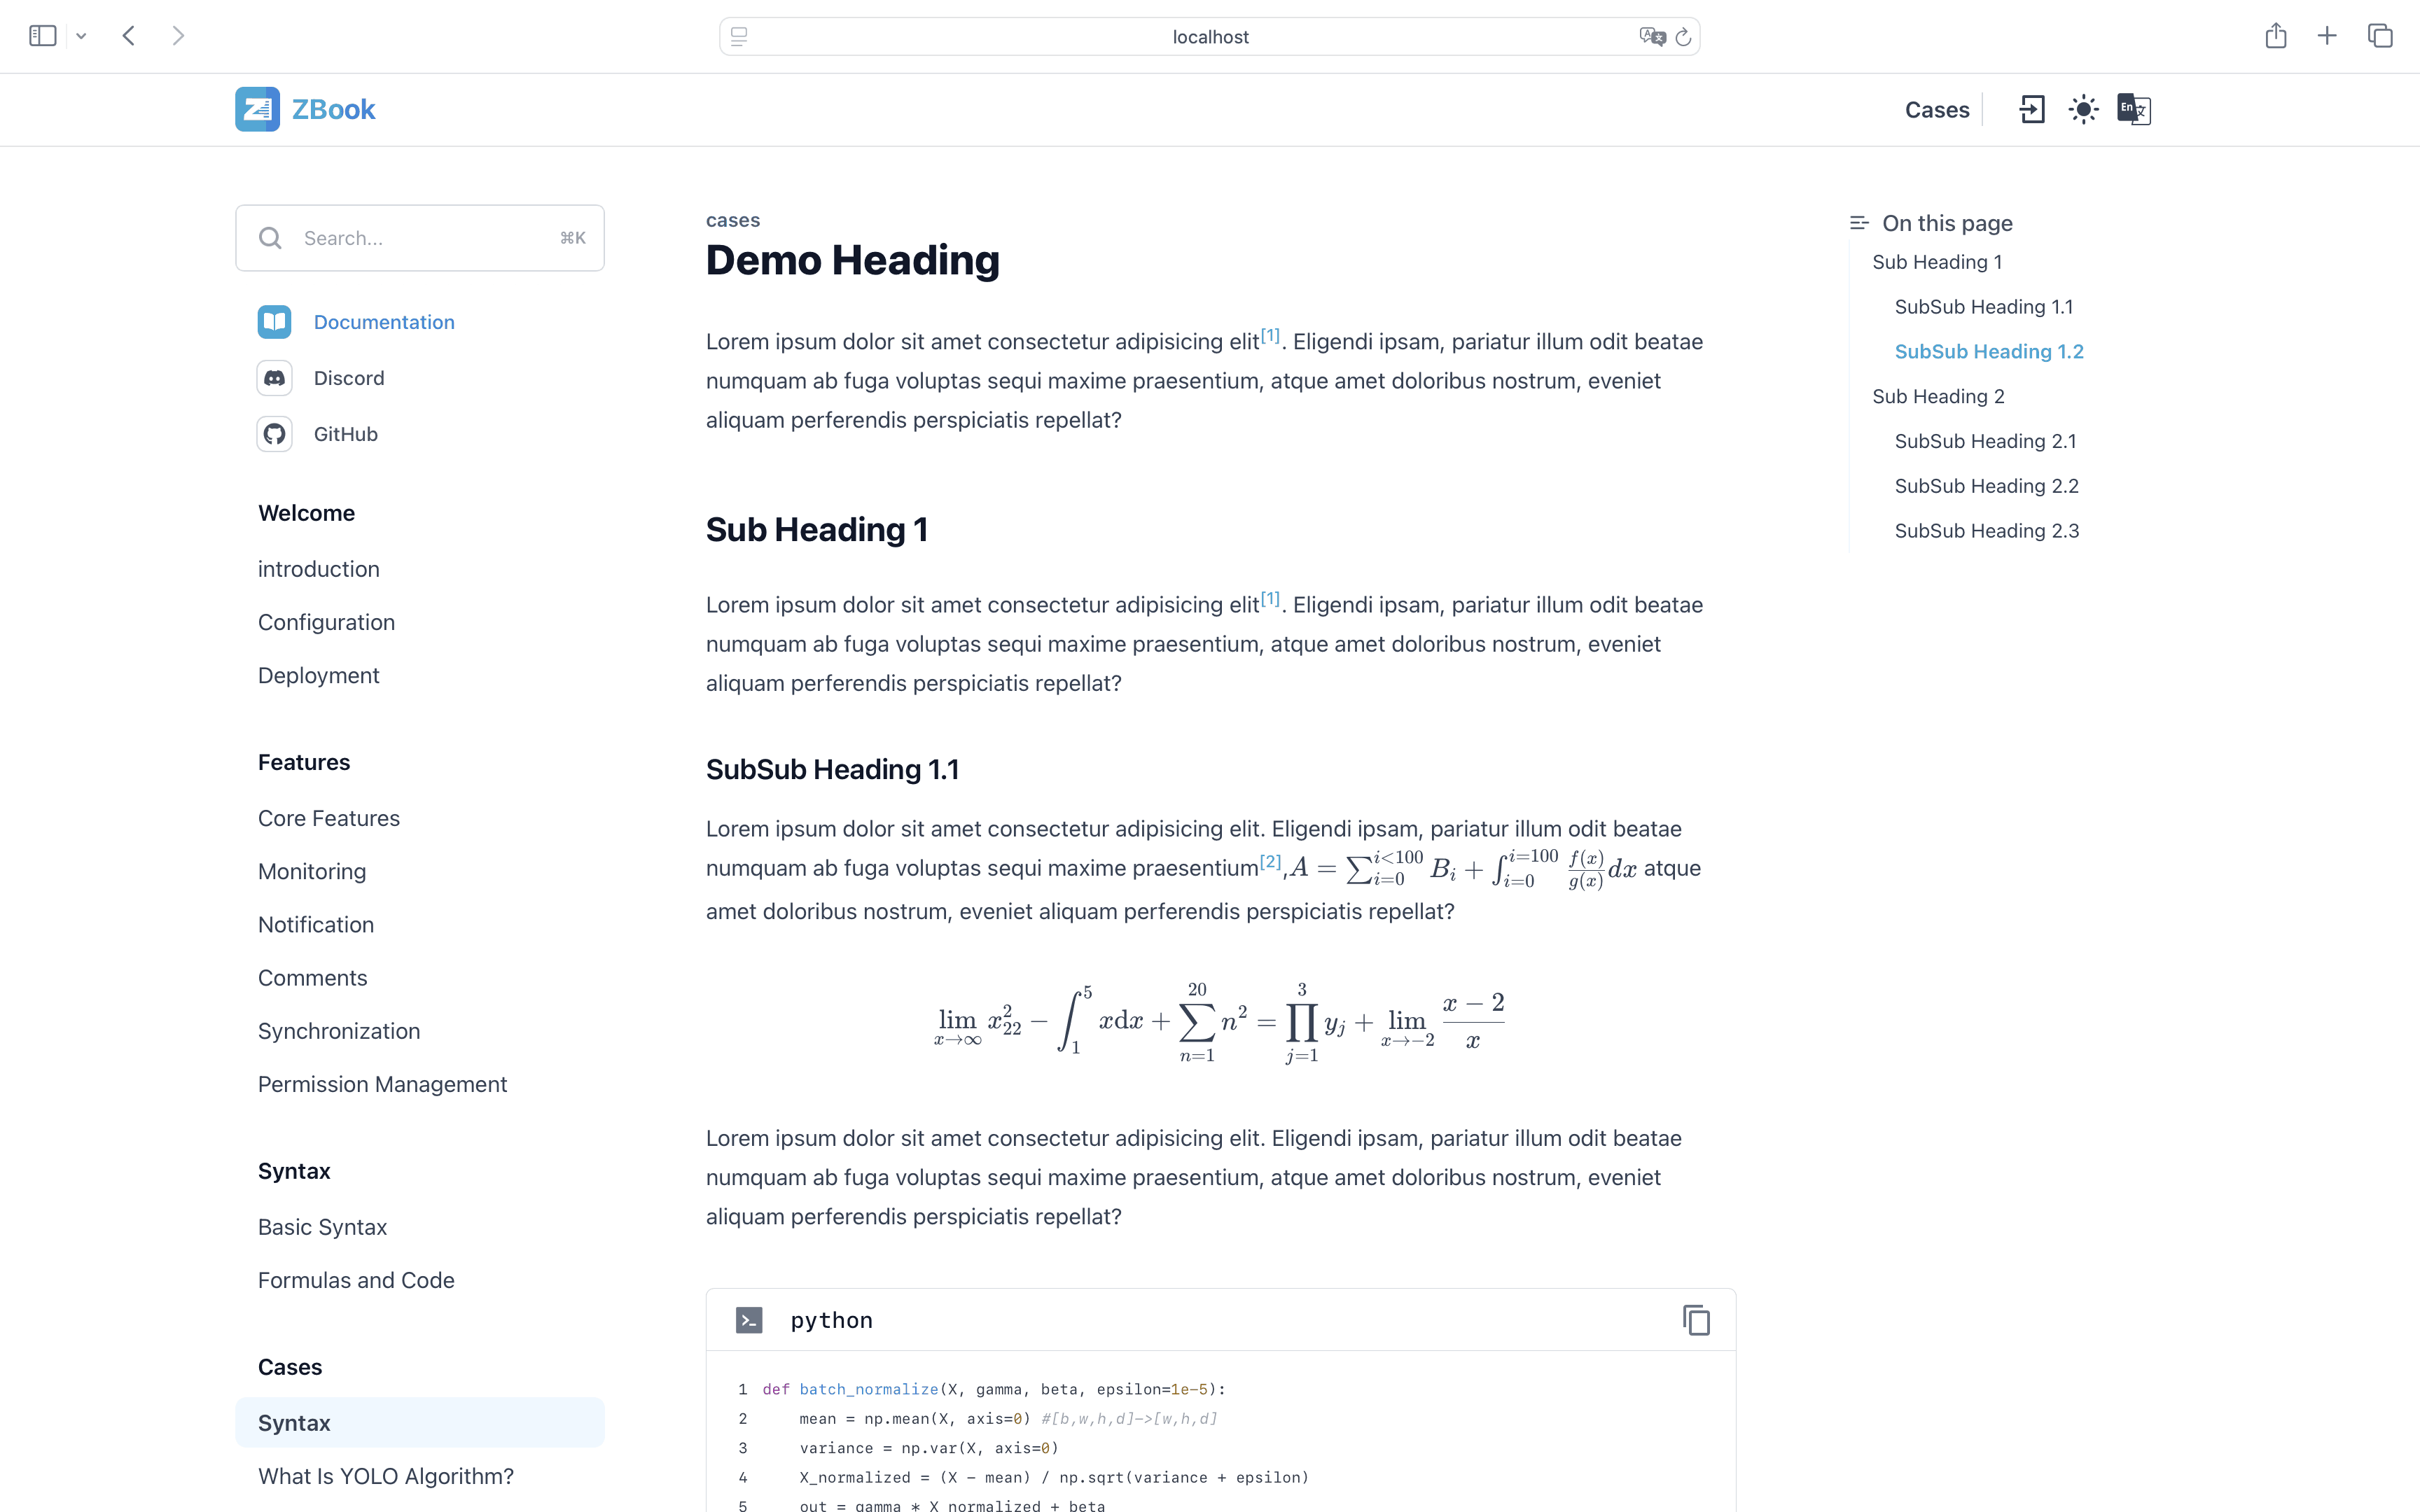 localhost
ZBook
Cases
En
Search...
⌘K
Documentation
Discord
GitHub
Welcome
introduction
Configuration
Deployment
Features
Core Features
Monitoring
Notification
Comments
Synchronization
Permission Management
Syntax
Basic Syntax
Formulas and Code
Cases
Syntax
What Is YOLO Algorithm?
cases
Demo Heading
Lorem ipsum dolor sit amet consectetur adipisicing elit[1]. Eligendi ipsam, pariatur illum odit beatae
numquam ab fuga voluptas sequi maxime praesentium, atque amet doloribus nostrum, eveniet
aliquam perferendis perspiciatis repellat?
Sub Heading 1
Lorem ipsum dolor sit amet consectetur adipisicing elit[1]. Eligendi ipsam, pariatur illum odit beatae
numquam ab fuga voluptas sequi maxime praesentium, atque amet doloribus nostrum, eveniet
aliquam perferendis perspiciatis repellat?
SubSub Heading 1.1
Lorem ipsum dolor sit amet consectetur adipisicing elit. Eligendi ipsam, pariatur illum odit beatae
numquam ab fuga voluptas sequi maxime praesentium[2],$A = \sum_{i=0}^{i<100} B_i + \int_{i=0}^{i=100} \frac{f(x)}{g(x)} dx$ atque
amet doloribus nostrum, eveniet aliquam perferendis perspiciatis repellat?
$\lim_{x \to \infty} x_{22}^2 - \int_1^5 x \mathrm{d}x + \sum_{n=1}^{20} n^2 = \prod_{j=1}^3 y_j + \lim_{x \to -2} \frac{x-2}{x}$
Lorem ipsum dolor sit amet consectetur adipisicing elit. Eligendi ipsam, pariatur illum odit beatae
numquam ab fuga voluptas sequi maxime praesentium, atque amet doloribus nostrum, eveniet
aliquam perferendis perspiciatis repellat?
python
1 def batch_normalize(X, gamma, beta, epsilon=1e-5):
2     mean = np.mean(X, axis=0) #[b,w,h,d]->[w,h,d]
3     variance = np.var(X, axis=0)
4     X_normalized = (X - mean) / np.sqrt(variance + epsilon)
5     out = gamma * X_normalized + beta
On this page
Sub Heading 1
SubSub Heading 1.1
SubSub Heading 1.2
Sub Heading 2
SubSub Heading 2.1
SubSub Heading 2.2
SubSub Heading 2.3